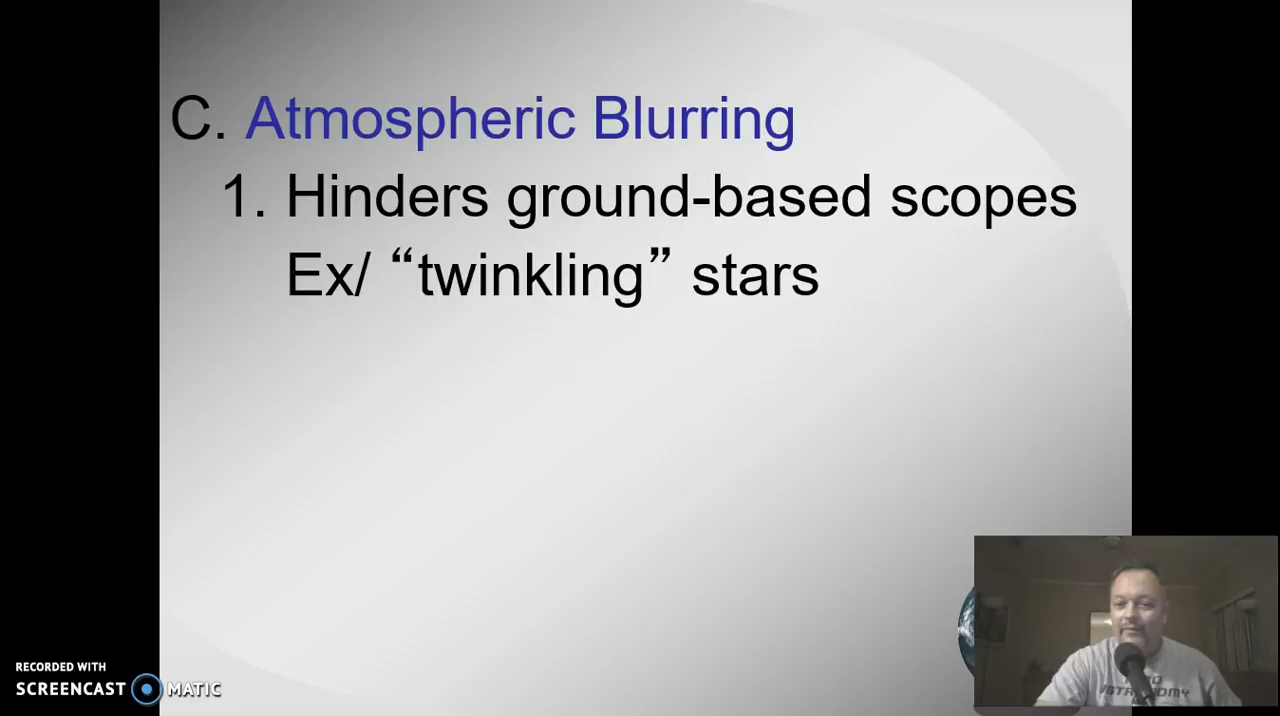 C. Atmospheric Blurring
1. Hinders ground-based scopes
Ex/ “twinkling” stars
RECORDED WITH
SCREENCAST MATIC